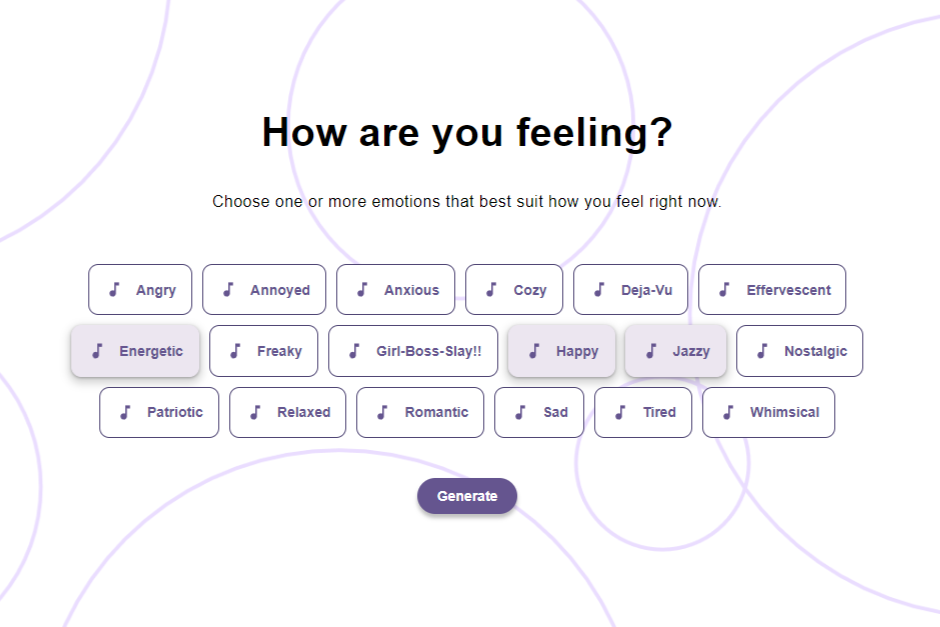 How are you feeling?
Choose one or more emotions that best suit how you feel right now.
Angry Annoyed Anxious Cozy Deja-Vu Effervescent
Energetic Freaky Girl-Boss-Slay!! Happy Jazzy Nostalgic
Patriotic Relaxed Romantic Sad Tired Whimsical
Generate